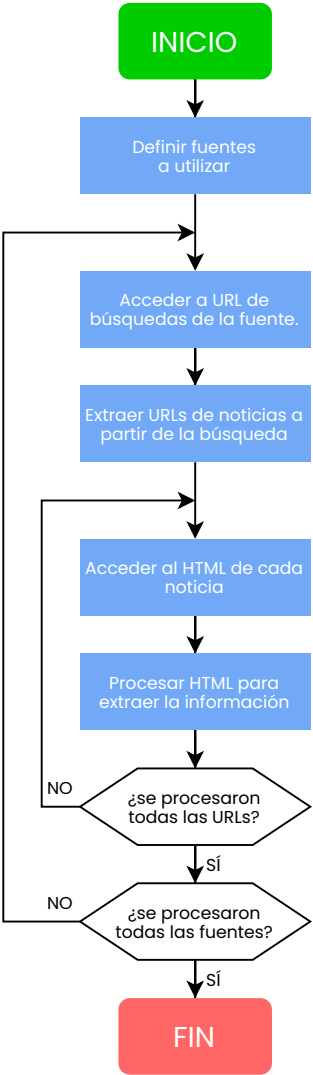 INICIO
Definir fuentes
a utilizar
Acceder a URL de
búsquedas de la fuente.
Extraer URLs de noticias a
partir de la búsqueda
Acceder al HTML de cada
noticia
Procesar HTML para
extraer la información
NO
¿se procesaron
todas las URLs?
SÍ
NO
¿se procesaron
todas las fuentes?
SÍ
FIN